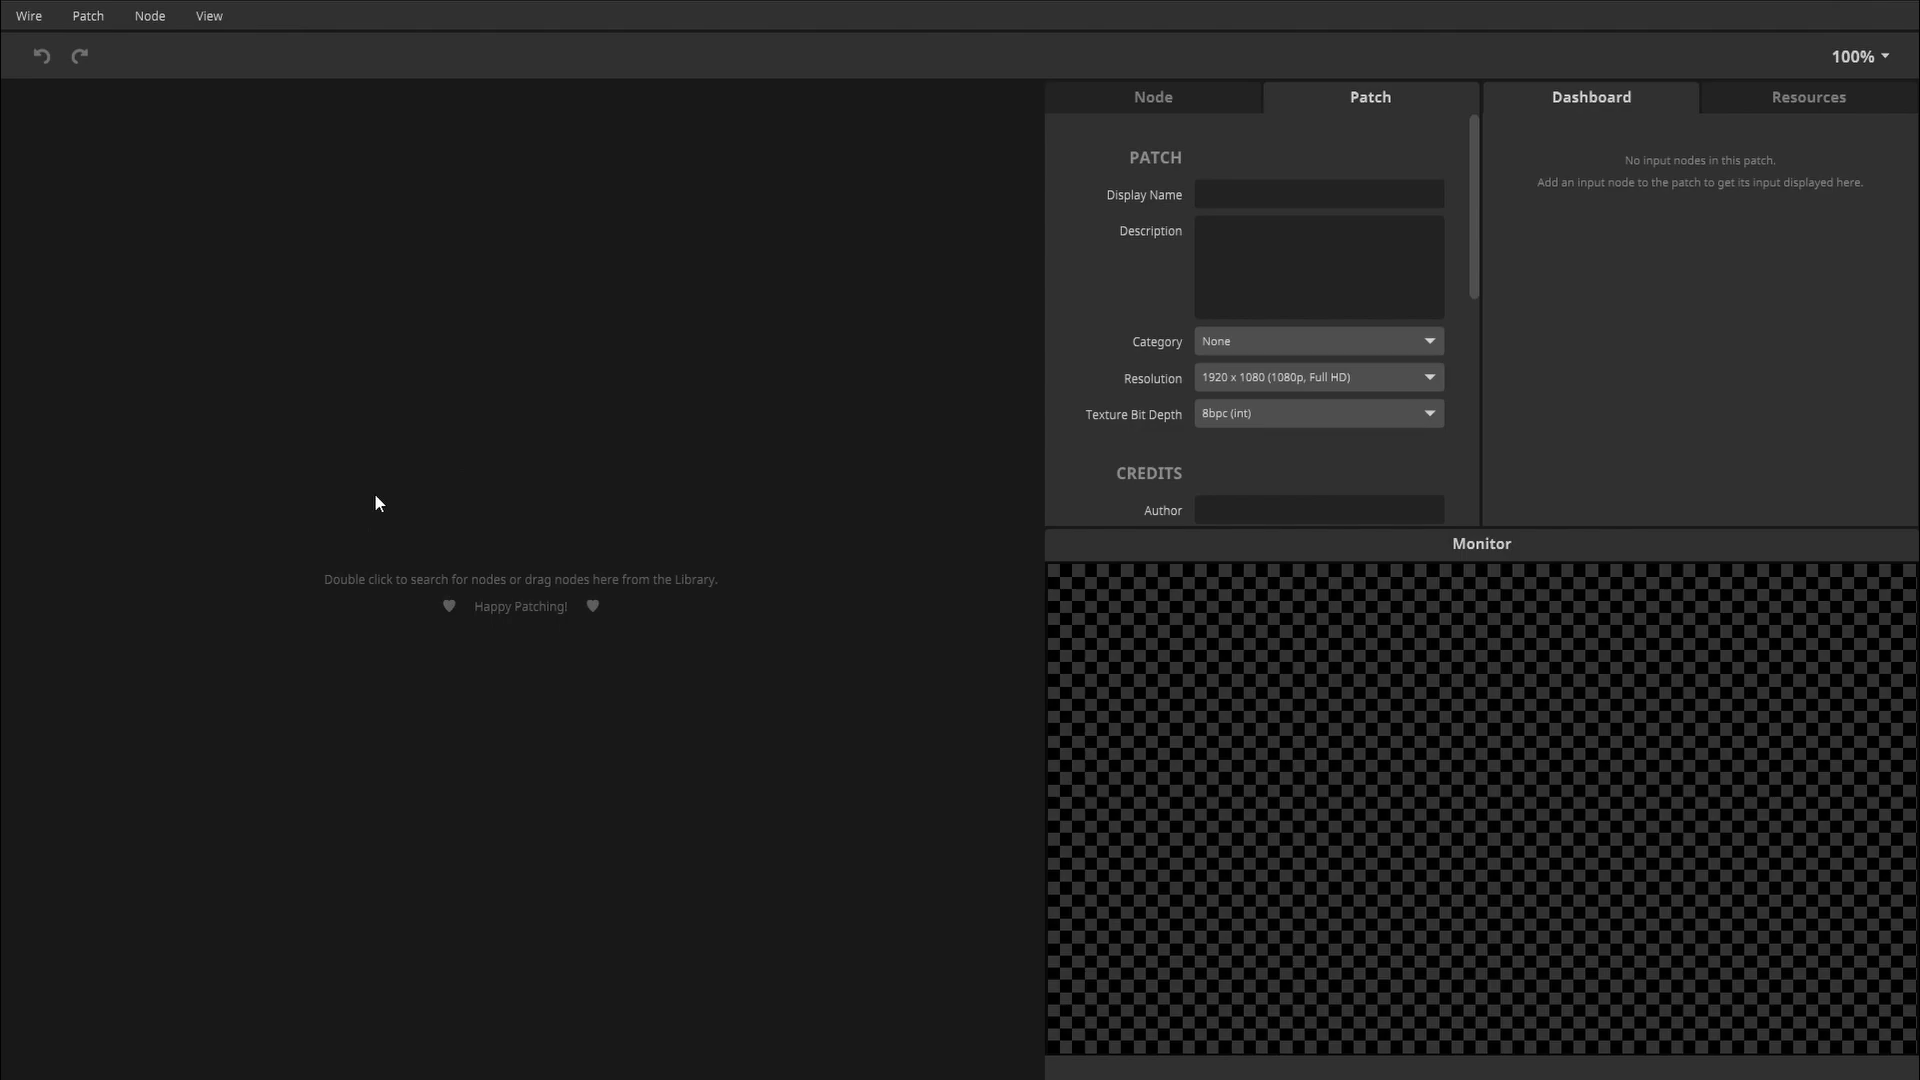 Wire Patch Node View
100%
Node Patch Dashboard Resources
PATCH
Display Name
Description
Category None
Resolution 1920 x 1080 (1080p, Full HD)
Texture Bit Depth 8bpc (int)
CREDITS
Author
No input nodes in this patch.
Add an input node to the patch to get its input displayed here.
Monitor
Double click to search for nodes or drag nodes here from the Library.
Happy Patching!